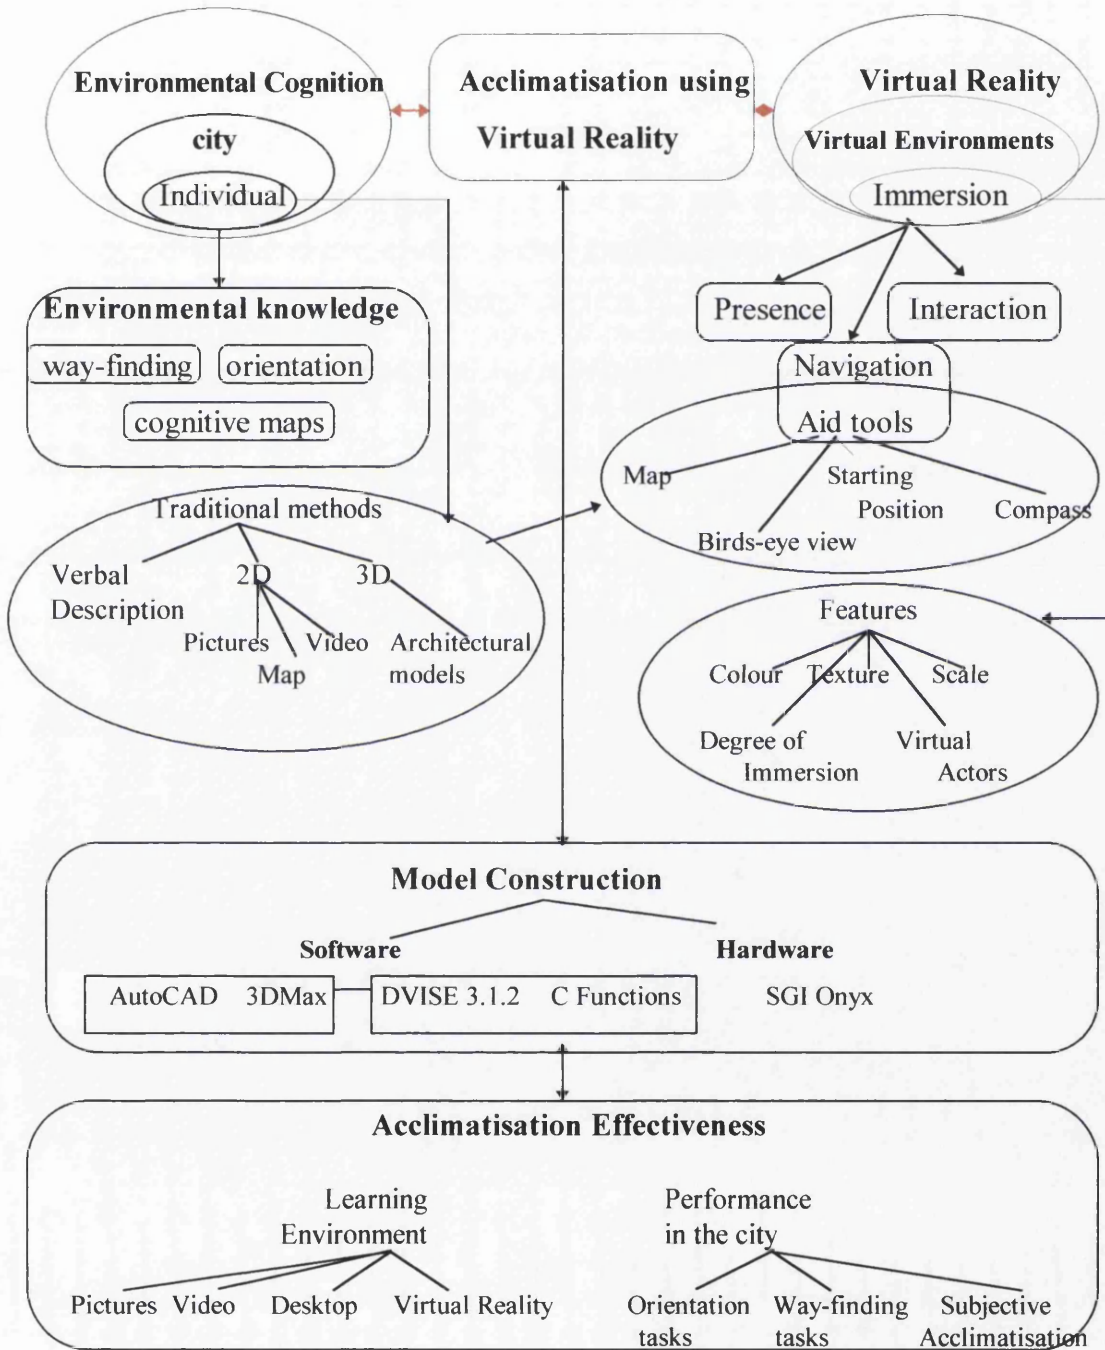 Environmental Cognition
city
Individual
Acclimatisation using
Virtual Reality
Virtual Reality
Virtual Environments
Immersion
Environmental knowledge
way-finding
orientation
cognitive maps
Presence
Interaction
Navigation
Aid tools
Map
Starting
Position
Compass
Birds-eye view
Traditional methods
Verbal
Description
2D
3D
Pictures
Video
Map
Architectural
models
Features
Colour
Texture
Scale
Degree of
Immersion
Virtual
Actors
Model Construction
Software
Hardware
AutoCAD 3DMax
DVISE 3.1.2 C Functions
SGI Onyx
Acclimatisation Effectiveness
Learning
Environment
Performance
in the city
Pictures
Video
Desktop
Virtual Reality
Orientation
tasks
Way-finding
tasks
Subjective
Acclimatisation